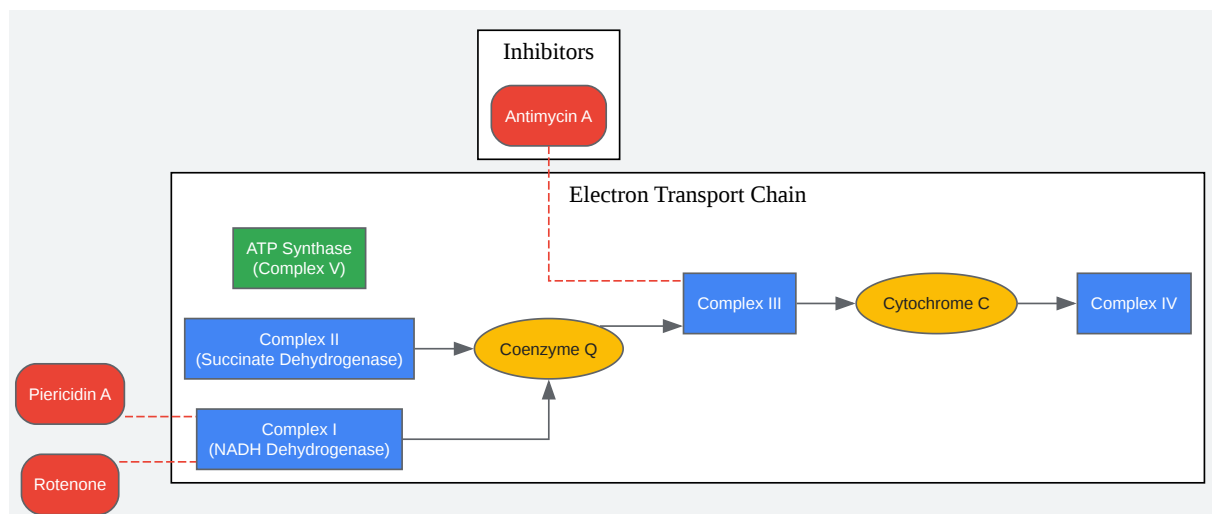 Inhibitors
Antimycin A
Electron Transport Chain
ATP Synthase
(Complex V)
Complex III
Cytochrome C
Complex IV
Complex II
(Succinate Dehydrogenase)
Coenzyme Q
Piericidin A
Complex I
(NADH Dehydrogenase)
Rotenone